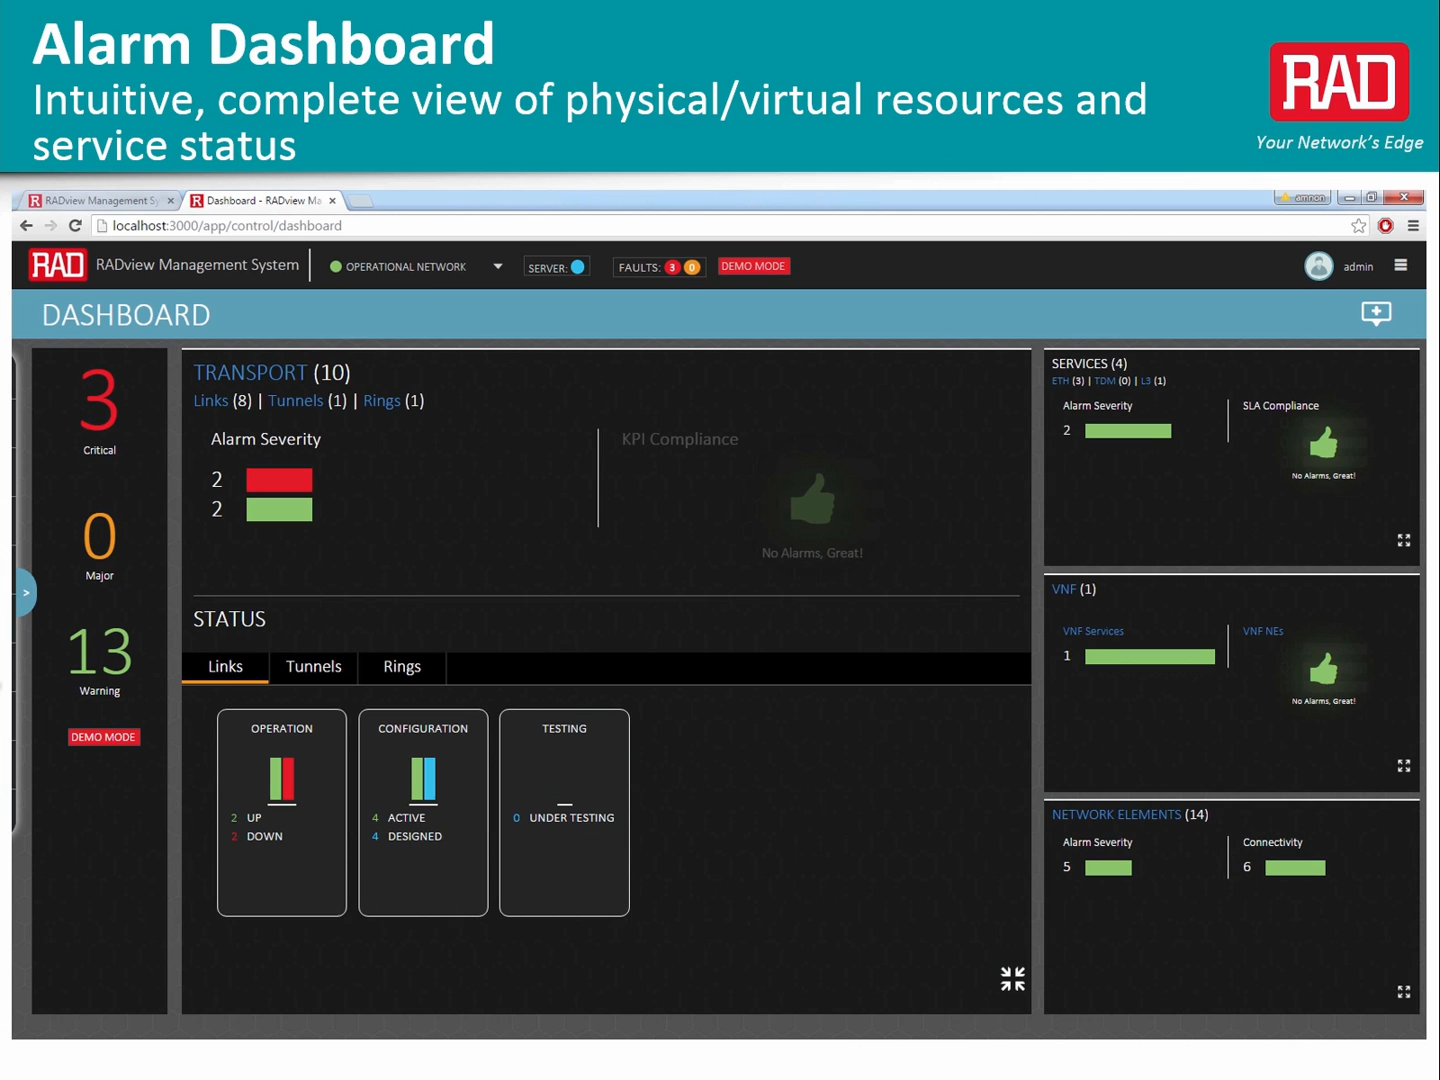 Alarm Dashboard
Intuitive, complete view of physical/virtual resources and
service status
RAD
Your Network's Edge
RADview Management Sy
Dashboard - RADview Ma
amnon
localhost:3000/app/control/dashboard
RAD RADview Management System
OPERATIONAL NETWORK
SERVER:
FAULTS: 3 0
DEMO MODE
admin
DASHBOARD
3
Critical
0
Major
13
Warning
DEMO MODE
>
TRANSPORT (10)
Links (8) | Tunnels (1) | Rings (1)
Alarm Severity
2
2
KPI Compliance
No Alarms, Great!
STATUS
Links Tunnels Rings
OPERATION
2 UP
2 DOWN
CONFIGURATION
4 ACTIVE
4 DESIGNED
TESTING
0 UNDER TESTING
SERVICES (4)
ETH (3) | TDM (0) | L3 (1)
Alarm Severity
2
SLA Compliance
No Alarms, Great!
VNF (1)
VNF Services
1
VNF NEs
No Alarms, Great!
NETWORK ELEMENTS (14)
Alarm Severity
5
Connectivity
6